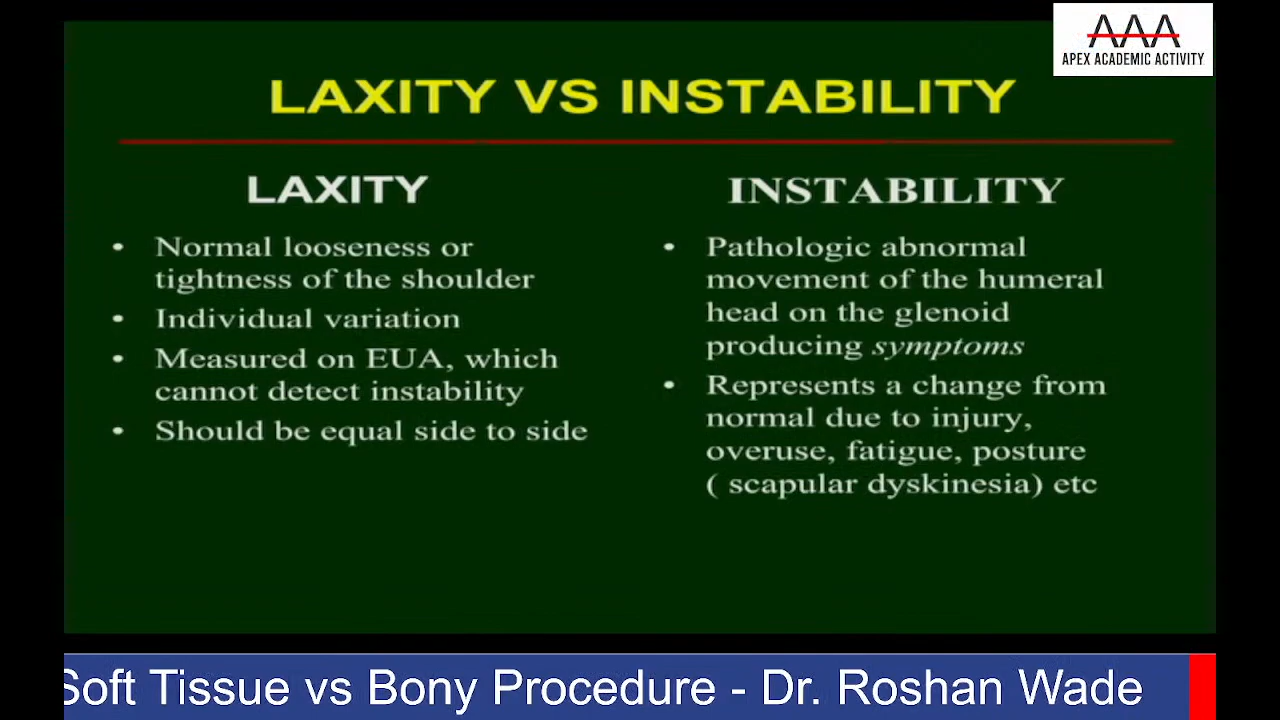 AAA
APEX ACADEMIC ACTIVITY
LAXITY VS INSTABILITY
LAXITY
• Normal looseness or
tightness of the shoulder
• Individual variation
• Measured on EUA, which
cannot detect instability
• Should be equal side to side
INSTABILITY
• Pathologic abnormal
movement of the humeral
head on the glenoid
producing symptoms
• Represents a change from
normal due to injury,
overuse, fatigue, posture
( scapular dyskinesia) etc
Soft Tissue vs Bony Procedure - Dr. Roshan Wade